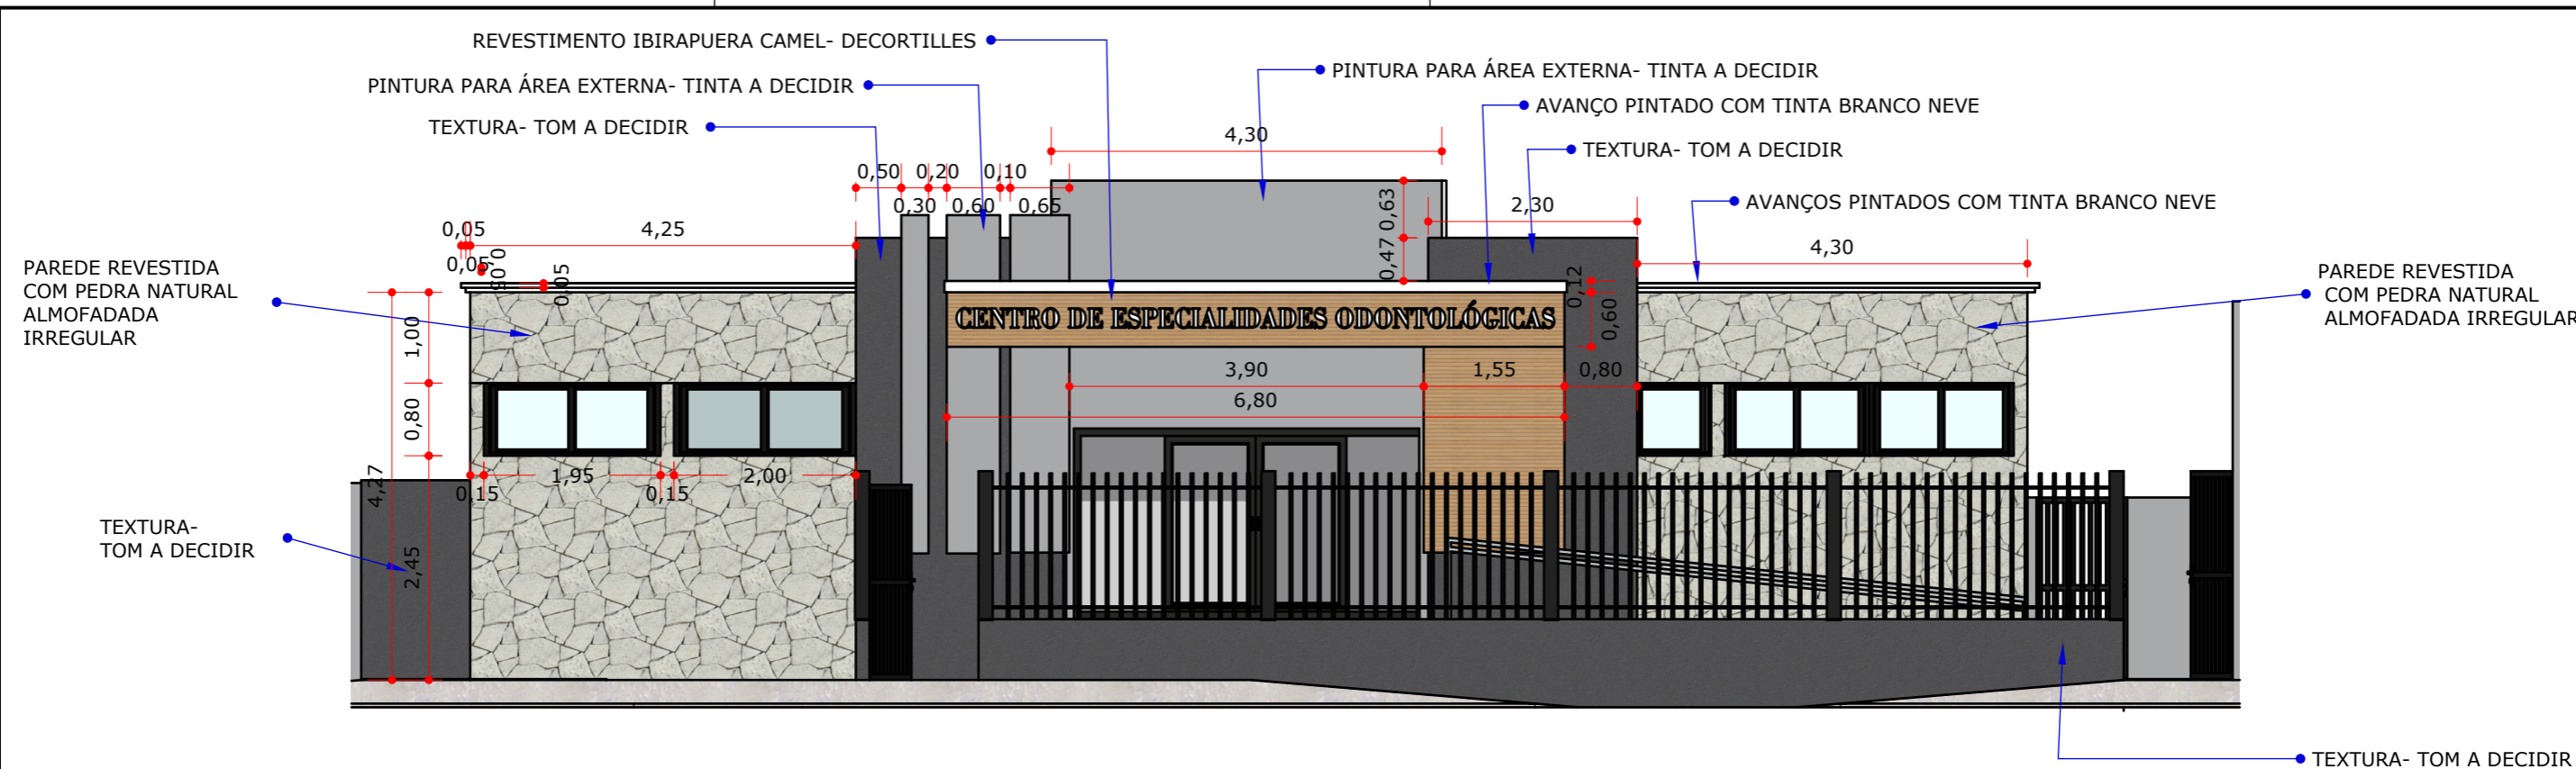 REVESTIMENTO IBIRAPUERA CAMEL- DECORTILLES
PINTURA PARA ÁREA EXTERNA- TINTA A DECIDIR
PINTURA PARA ÁREA EXTERNA- TINTA A DECIDIR
AVANÇO PINTADO COM TINTA BRANCO NEVE
TEXTURA- TOM A DECIDIR
4,30
TEXTURA- TOM A DECIDIR
0,50 0,20 0,10
0,30 0,60 0,65
0,63
2,30
AVANÇOS PINTADOS COM TINTA BRANCO NEVE
0,05
4,25
4,30
0,47
0,05
0,05
0,05
0,12
PAREDE REVESTIDA
COM PEDRA NATURAL
ALMOFADADA
IRREGULAR
PAREDE REVESTIDA
COM PEDRA NATURAL
ALMOFADADA IRREGULAR
CENTRO DE ESPECIALIDADES ODONTOLÓGICAS
0,60
1,00
3,90
1,55
0,80
6,80
0,80
4,27
0,15
1,95
0,15
2,00
TEXTURA-
TOM A DECIDIR
2,45
TEXTURA- TOM A DECIDIR